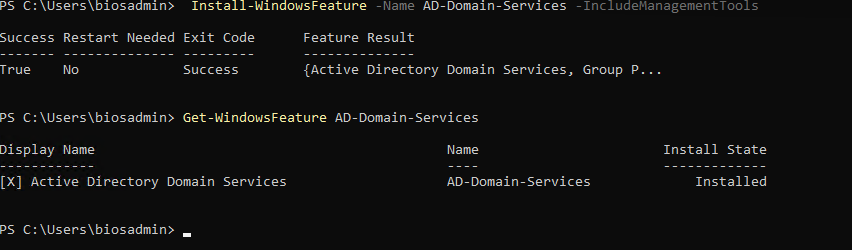 PS C:\Users\biosadmin>  Install-WindowsFeature -Name AD-Domain-Services -IncludeManagementTools
Success Restart Needed Exit Code      Feature Result
------- -------------- ---------      --------------
True    No             Success        {Active Directory Domain Services, Group P...
PS C:\Users\biosadmin> Get-WindowsFeature AD-Domain-Services
Display Name                                            Name                       Install State
------------                                            ----                       -------------
[X] Active Directory Domain Services                    AD-Domain-Services             Installed
PS C:\Users\biosadmin>